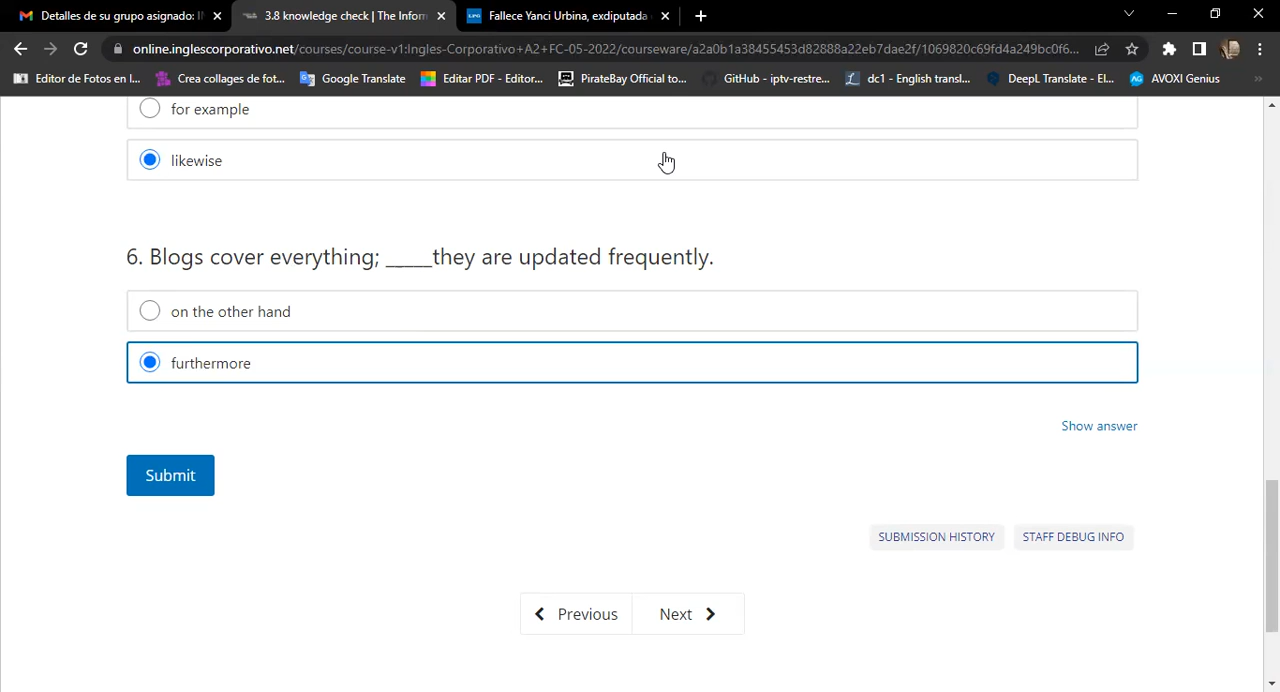 Detalles de su grupo asignado: I
3.8 knowledge check | The Inform
LPG Fallece Yanci Urbina, exdiputada
online.inglescorporativo.net/courses/course-v1:Ingles-Corporativo+A2+FC-05-2022/courseware/a2a0b1a38455453d82888a22eb7dae2f/1069820c69fd4a249bc0f6...
Editor de Fotos en l... Crea collages de fot... Google Translate Editar PDF - Editor... PirateBay Official to... GitHub - iptv-restre... dc1 - English transl... DeepL Translate - El... AVOXI Genius »
for example
likewise
6. Blogs cover everything; _____they are updated frequently.
on the other hand
furthermore
Show answer
Submit
SUBMISSION HISTORY STAFF DEBUG INFO
Previous Next